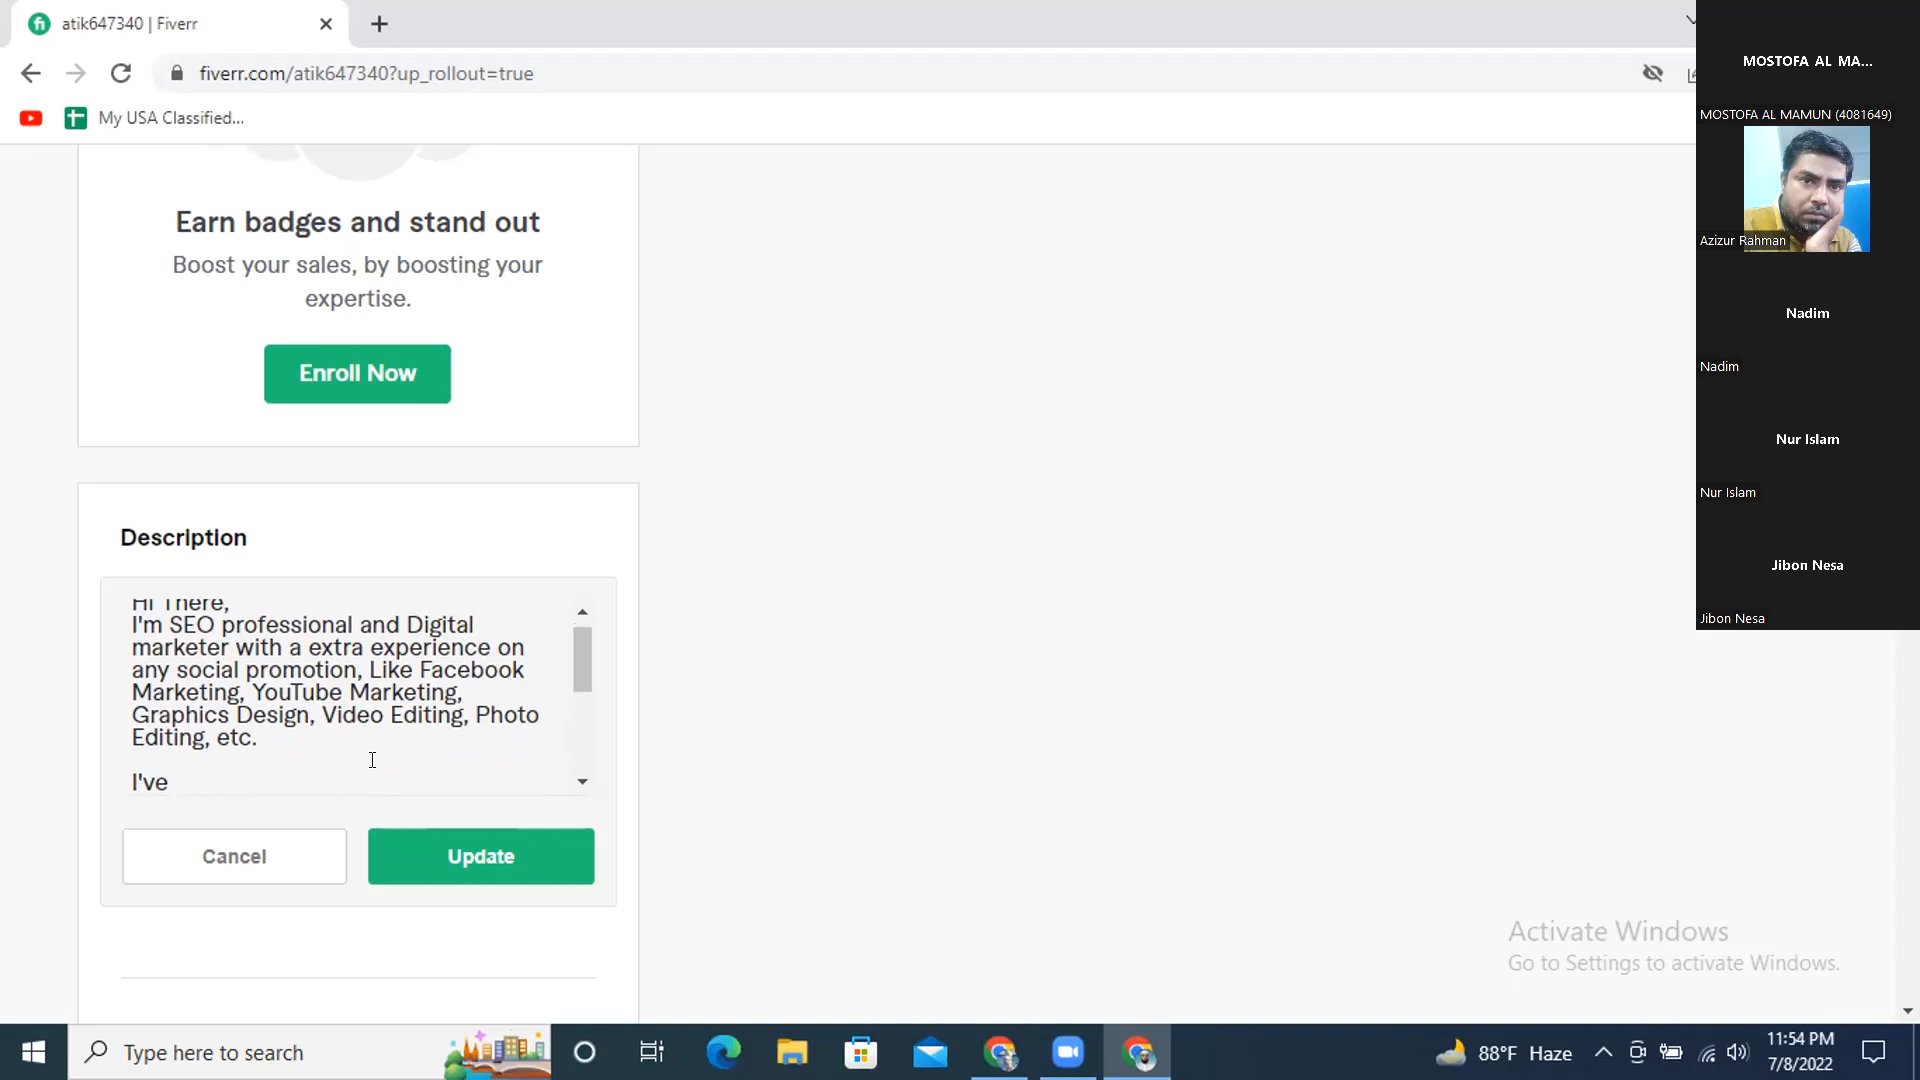 atik647340 | Fiverr
fiverr.com/atik647340?up_rollout=true
My USA Classified...
Earn badges and stand out
Boost your sales, by boosting your
expertise.
Enroll Now
Description
Hi There,
I'm SEO professional and Digital
marketer with a extra experience on
any social promotion, Like Facebook
Marketing, YouTube Marketing,
Graphics Design, Video Editing, Photo
Editing, etc.
I've
Cancel
Update
MOSTOFA AL MA...
MOSTOFA AL MAMUN (4081649)
Azizur Rahman
Nadim
Nadim
Nur Islam
Nur Islam
Jibon Nesa
Jibon Nesa
Activate Windows
Go to Settings to activate Windows.
Type here to search
88°F Haze
11:54 PM
7/8/2022